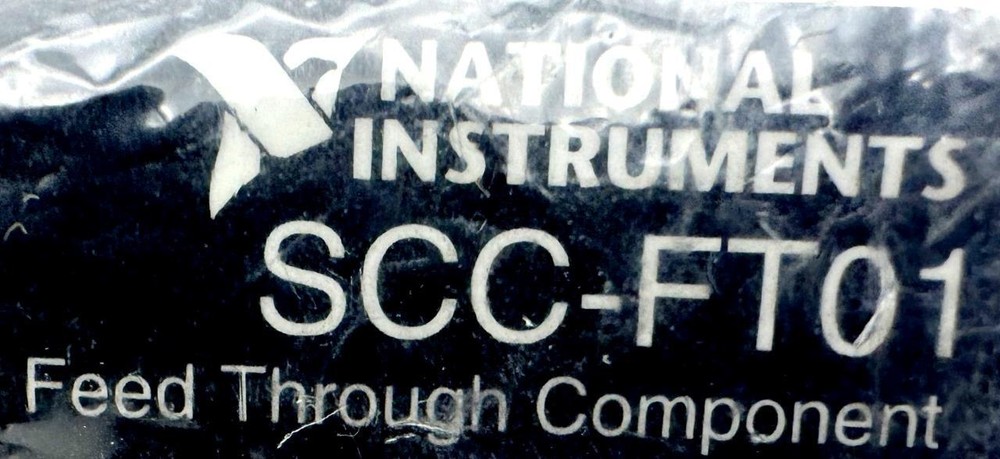 NATIONAL
INSTRUMENTS
SCC-FT01
Feed Through Component